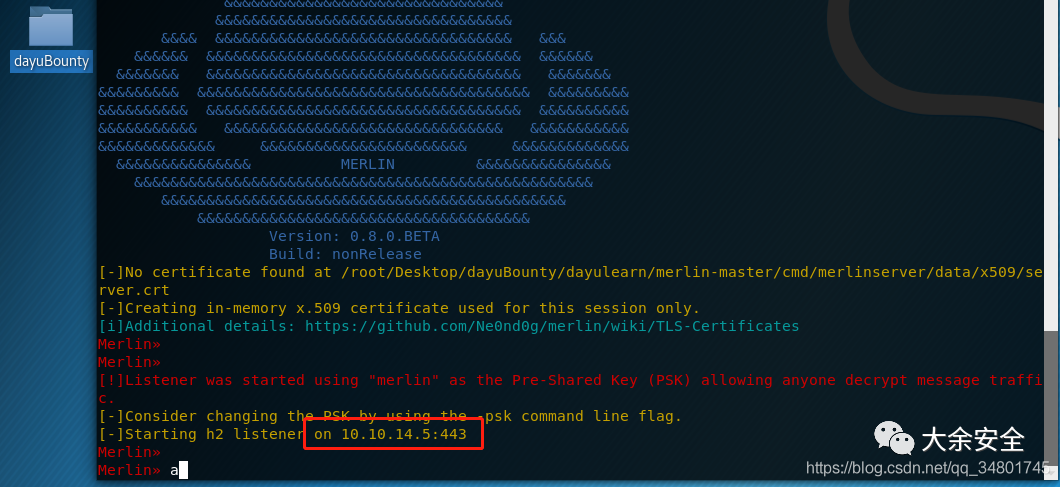 dayuBounty
MERLIN
Version: 0.8.0.BETA
Build: nonRelease
[-]No certificate found at /root/Desktop/dayuBounty/dayulearn/merlin-master/cmd/merlinserver/data/x509/se
rver.crt
[-]Creating in-memory x.509 certificate used for this session only.
[i]Additional details: https://github.com/Ne0nd0g/merlin/wiki/TLS-Certificates
Merlin»
Merlin»
[!]Listener was started using "merlin" as the Pre-Shared Key (PSK) allowing anyone decrypt message traffi
c.
[-]Consider changing the PSK by using the -psk command line flag.
[-]Starting h2 listener on 10.10.14.5:443
Merlin»
Merlin» a
大余安全
https://blog.csdn.net/qq_34801745